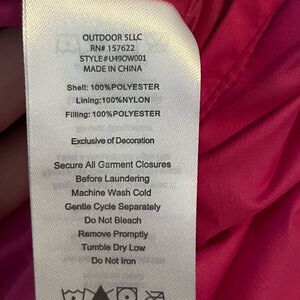 OUTDOOR 5LLC
RN# 157622
STYLE#U490W001
MADE IN CHINA
Shell: 100%POLYESTER
Lining:100%NYLON
Filling: 100%POLYESTER
Exclusive of Decoration
Secure All Garment Closures
Before Laundering
Machine Wash Cold
Gentle Cycle Separately
Do Not Bleach
Remove Promptly
Tumble Dry Low
Do Not Iron